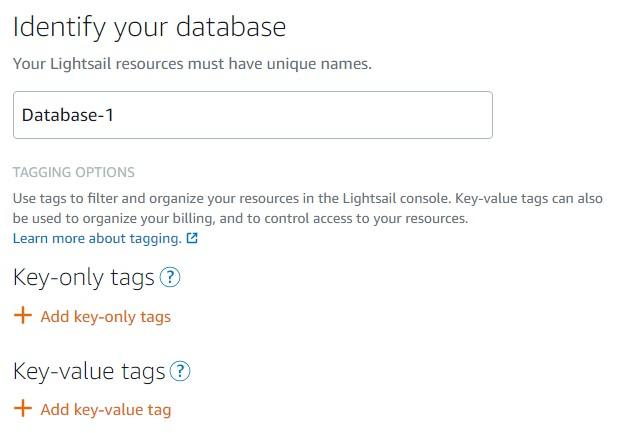 Identify your database
Your Lightsail resources must have unique names.
Database-1
TAGGING OPTIONS
Use tags to filter and organize your resources in the Lightsail console. Key-value tags can also
be used to organize your billing, and to control access to your resources.
Learn more about tagging.
Key-only tags ?
+ Add key-only tags
Key-value tags ?
+ Add key-value tag